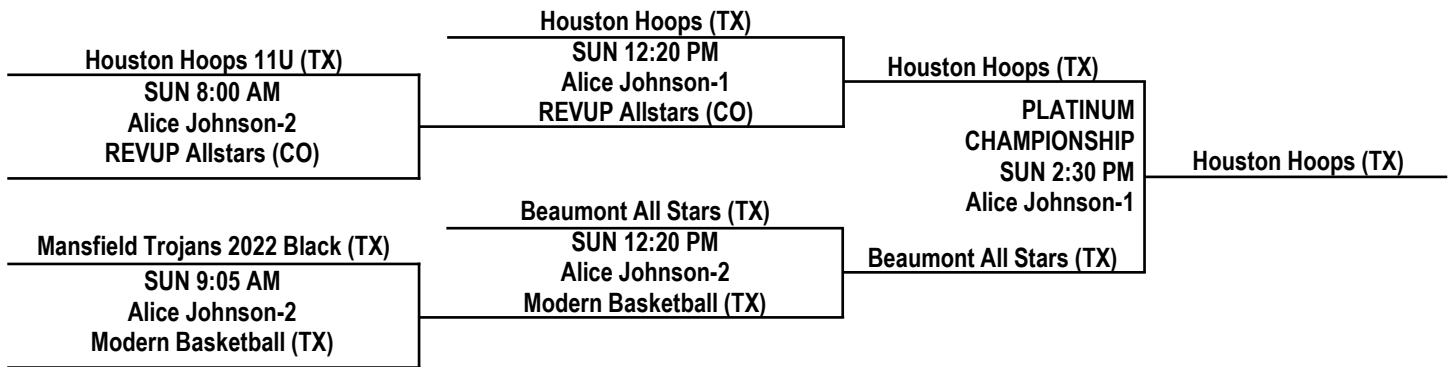 Houston Hoops 11U (TX)
SUN 8:00 AM
Alice Johnson-2
REVUP Allstars (CO)
Mansfield Trojans 2022 Black (TX)
SUN 9:05 AM
Alice Johnson-2
Modern Basketball (TX)
Houston Hoops (TX)
SUN 12:20 PM
Alice Johnson-1
REVUP Allstars (CO)
Beaumont All Stars (TX)
SUN 12:20 PM
Alice Johnson-2
Modern Basketball (TX)
Houston Hoops (TX)
PLATINUM
CHAMPIONSHIP
SUN 2:30 PM
Alice Johnson-1
Beaumont All Stars (TX)
Houston Hoops (TX)